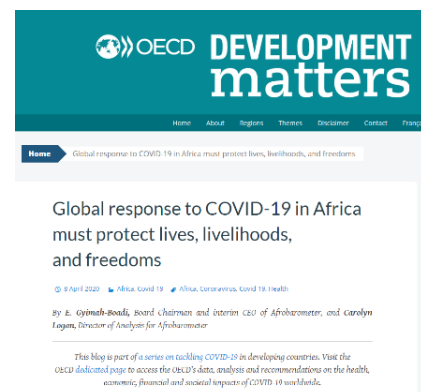 OECD DEVELOPMENT
matters
Home About Regions Themes Disclaimer Contact França
Home Global response to COVID-19 in Africa must protect lives, livelihoods, and freedoms
Global response to COVID-19 in Africa
must protect lives, livelihoods,
and freedoms
8 April 2020 Africa, Covid 19 Africa, Coronavirus, Covid 19, Health
By E. Gyimah-Boadi, Board Chairman and interim CEO of Afrobarometer, and Carolyn
Logan, Director of Analysis for Afrobarometer
This blog is part of a series on tackling COVID-19 in developing countries. Visit the
OECD dedicated page to access the OECD's data, analysis and recommendations on the health,
economic, financial and societal impacts of COVID-19 worldwide.